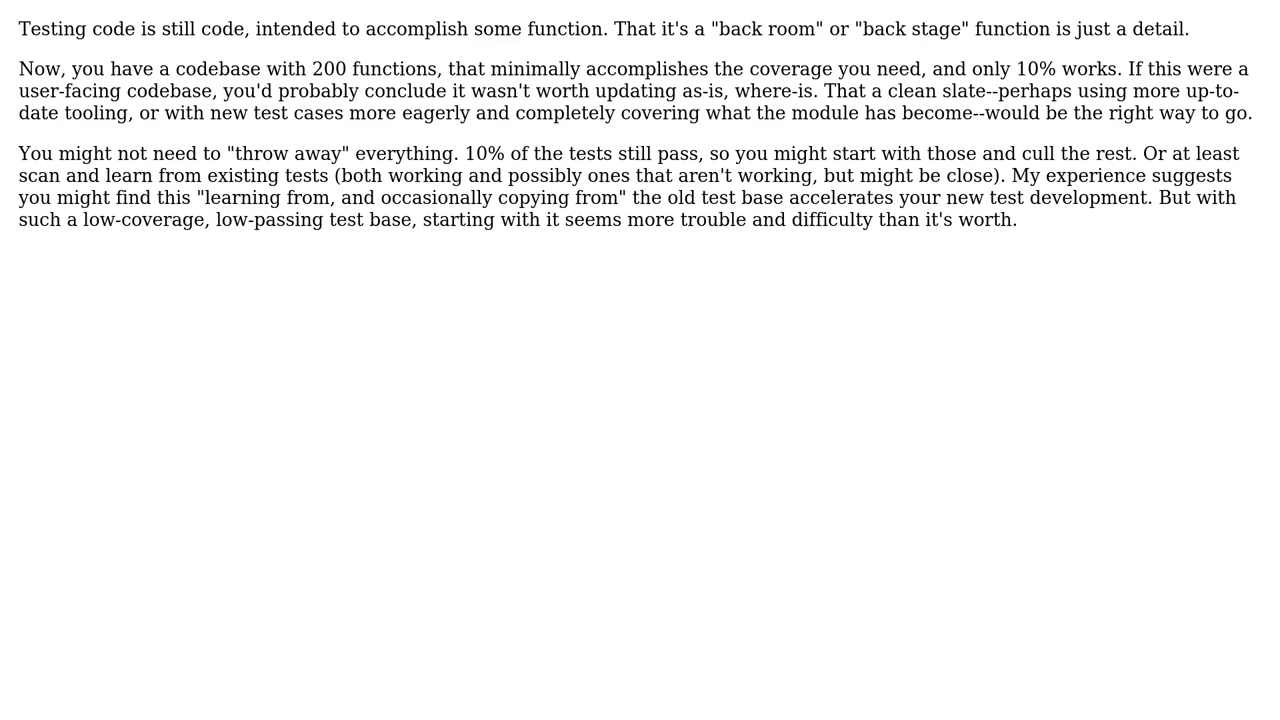 Testing code is still code, intended to accomplish some function. That it's a "back room" or "back stage" function is just a detail.
Now, you have a codebase with 200 functions, that minimally accomplishes the coverage you need, and only 10% works. If this were a
user-facing codebase, you'd probably conclude it wasn't worth updating as-is, where-is. That a clean slate--perhaps using more up-to-
date tooling, or with new test cases more eagerly and completely covering what the module has become--would be the right way to go.
You might not need to "throw away" everything. 10% of the tests still pass, so you might start with those and cull the rest. Or at least
scan and learn from existing tests (both working and possibly ones that aren't working, but might be close). My experience suggests
you might find this "learning from, and occasionally copying from" the old test base accelerates your new test development. But with
such a low-coverage, low-passing test base, starting with it seems more trouble and difficulty than it's worth.